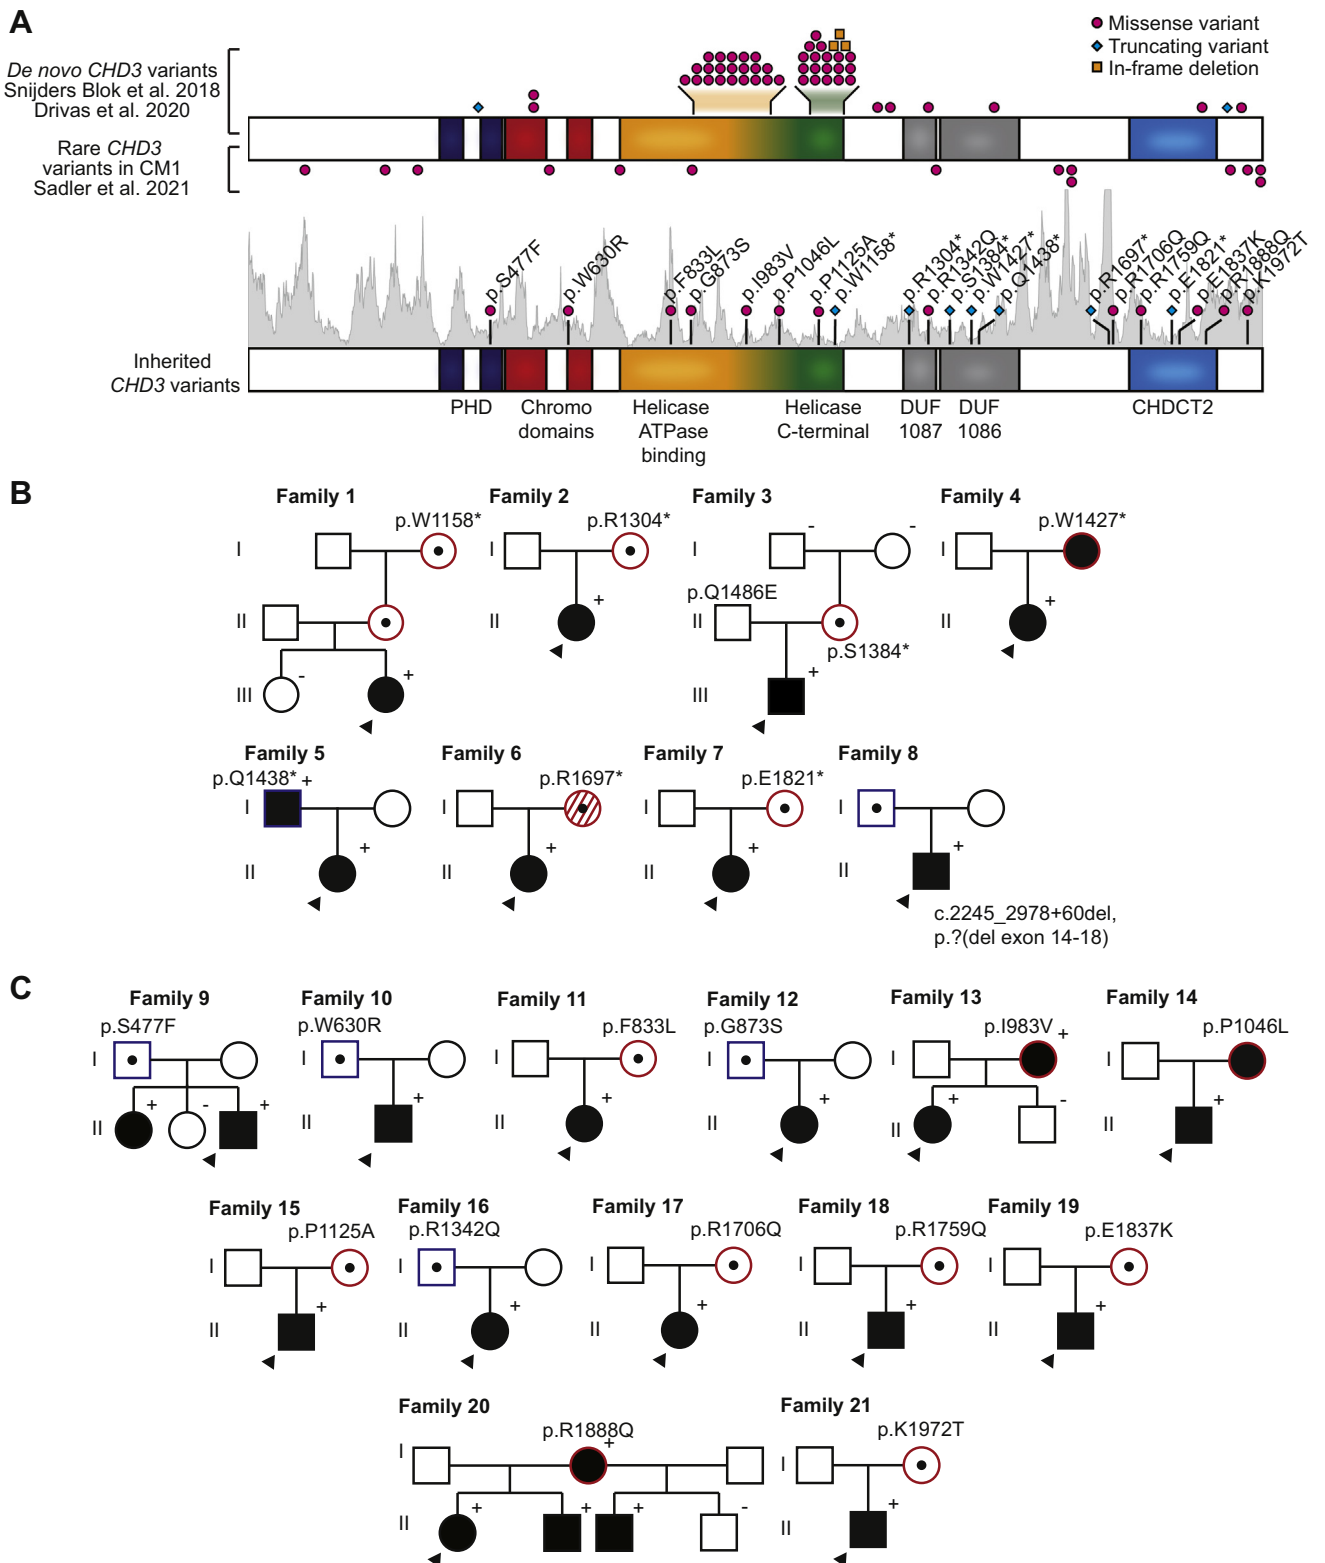 A
Missense variant
Truncating variant
In-frame deletion
De novo CHD3 variants
Snijders Blok et al. 2018
Drivas et al. 2020
Rare CHD3
variants in CM1
Sadler et al. 2021
p.S477F
p.W630R
p.F833L
p.G873S
p.I983V
p.P1046L
p.P1125A
p.W1158*
p.R1304*
p.R1342Q
p.S1384*
p.W1427*
p.Q1438*
p.R1697*
p.R1706Q
p.R1759Q
p.E1821*
p.E1837K
p.R1888Q
p.K1972T
Inherited
CHD3 variants
PHD
Chromo
domains
Helicase
ATPase
binding
Helicase
C-terminal
DUF
1087
DUF
1086
CHDCT2
B
Family 1
Family 2
Family 3
Family 4
p.W1158*
p.R1304*
- -
p.W1427*
I
I
I
I
p.Q1486E
+
+
II
II
II
II
p.S1384*
- +
+
III
III
Family 5
Family 6
Family 7
Family 8
p.Q1438* +
p.R1697*
p.E1821*
I
I
I
I
+
+
+
+
II
II
II
II
c.2245_2978+60del,
p.?(del exon 14-18)
C
Family 9
Family 10
Family 11
Family 12
Family 13
Family 14
p.S477F
p.W630R
p.F833L
p.G873S
p.I983V +
p.P1046L
I
I
I
I
I
I
+ - +
+
+
+
+ -
+
II
II
II
II
II
II
Family 15
Family 16
Family 17
Family 18
Family 19
p.P1125A
p.R1342Q
p.R1706Q
p.R1759Q
p.E1837K
I
I
I
I
I
+
+
+
+
+
II
II
II
II
II
Family 20
Family 21
p.R1888Q
+
p.K1972T
I
I
+ + + -
+
II
II